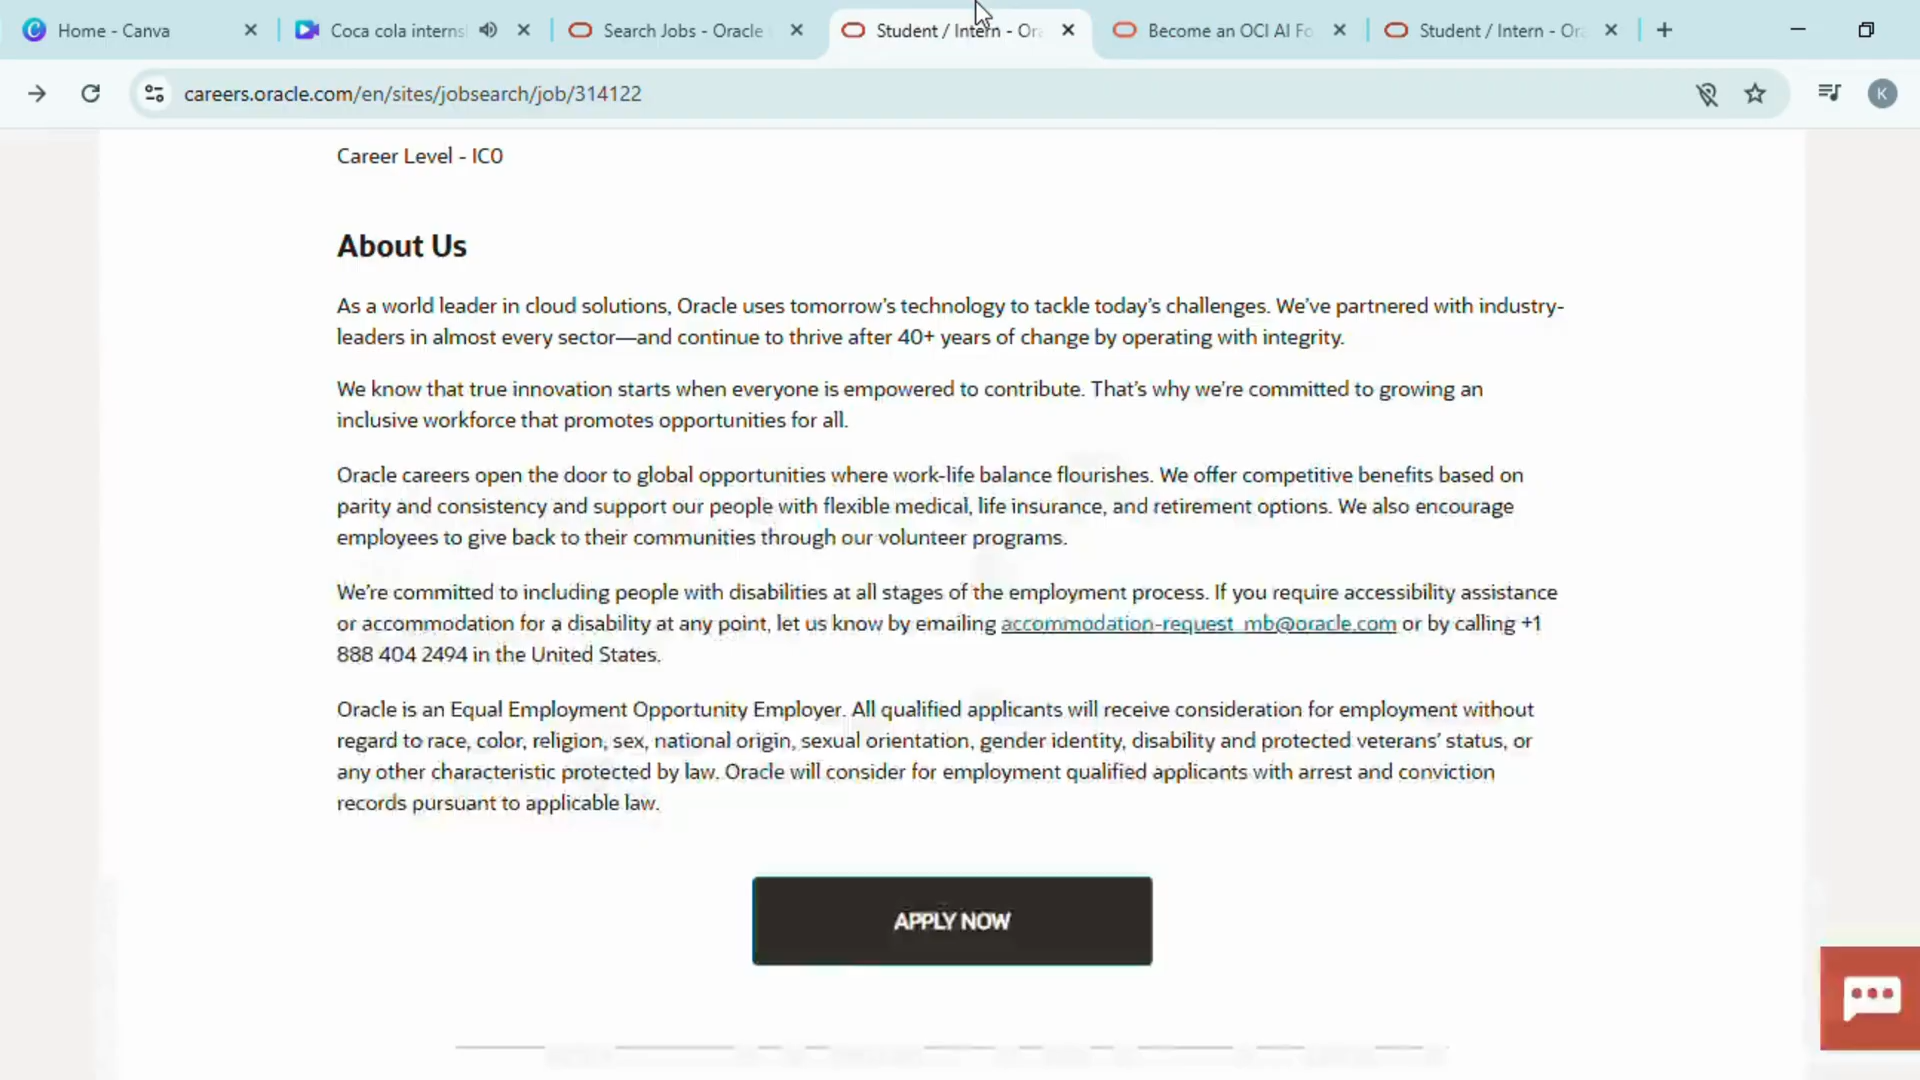 Home - Canva
Coca cola interns
Search Jobs - Oracle
Student / Intern - Ora
Become an OCI AI Fo
Student / Intern - Ora
careers.oracle.com/en/sites/jobsearch/job/314122
K
Career Level - IC0
About Us
As a world leader in cloud solutions, Oracle uses tomorrow’s technology to tackle today’s challenges. We’ve partnered with industry-
leaders in almost every sector—and continue to thrive after 40+ years of change by operating with integrity.
We know that true innovation starts when everyone is empowered to contribute. That’s why we’re committed to growing an
inclusive workforce that promotes opportunities for all.
Oracle careers open the door to global opportunities where work-life balance flourishes. We offer competitive benefits based on
parity and consistency and support our people with flexible medical, life insurance, and retirement options. We also encourage
employees to give back to their communities through our volunteer programs.
We’re committed to including people with disabilities at all stages of the employment process. If you require accessibility assistance
or accommodation for a disability at any point, let us know by emailing accommodation-request_mb@oracle.com or by calling +1
888 404 2494 in the United States.
Oracle is an Equal Employment Opportunity Employer. All qualified applicants will receive consideration for employment without
regard to race, color, religion, sex, national origin, sexual orientation, gender identity, disability and protected veterans’ status, or
any other characteristic protected by law. Oracle will consider for employment qualified applicants with arrest and conviction
records pursuant to applicable law.
APPLY NOW